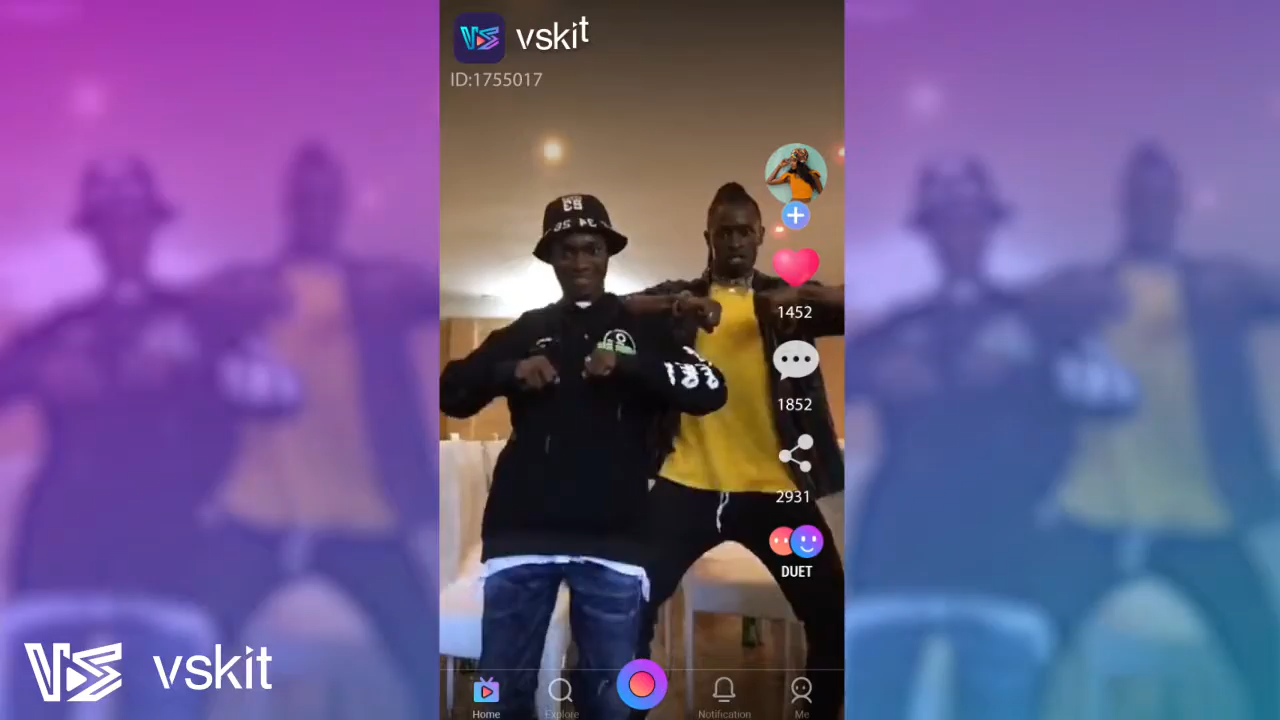 vskit
ID:1755017
1452
1852
2931
DUET
Home
Explore
Notification
Me
vskit